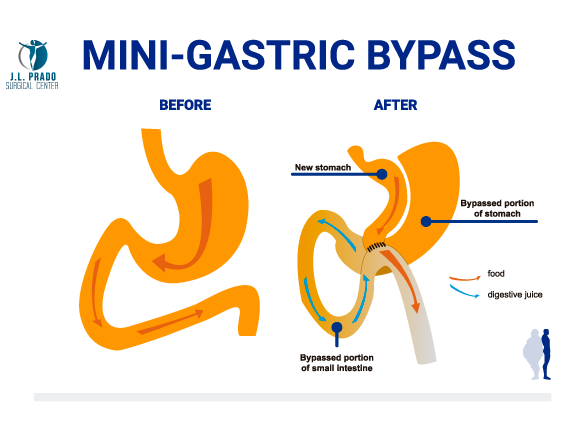 J.L. PRADO
SURGICAL CENTER
MINI-GASTRIC BYPASS
BEFORE
AFTER
New stomach
Bypassed portion
of stomach
food
digestive juice
Bypassed portion
of small intestine